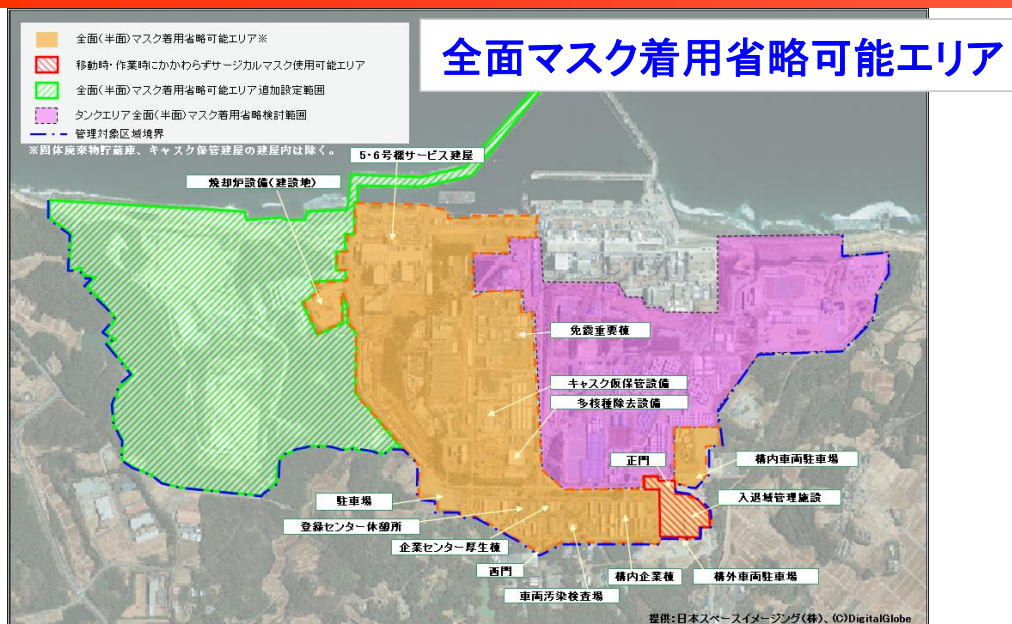 全面マスク着用省略可能エリア
全面(半面)マスク着用省略可能エリア※
移動時・作業時にかかわらずサージカルマスク使用可能エリア
全面(半面)マスク着用省略可能エリア追加設定範囲
タンクエリア全面(半面)マスク着用省略検討範囲
管理対象区域境界
※固体廃棄物貯蔵庫、キャスク保管建屋の建屋内は除く。
5・6号機サービス建屋
焼却炉設備(建設地)
免震重要棟
キャスク仮保管設備
多核種除去設備
正門
構内車両駐車場
駐車場
入退域管理施設
登録センター休憩所
企業センター厚生棟
西門
構内企業棟
構外車両駐車場
車両汚染検査場
提供:日本スペースイメージング(株)、(C)DigitalGlobe